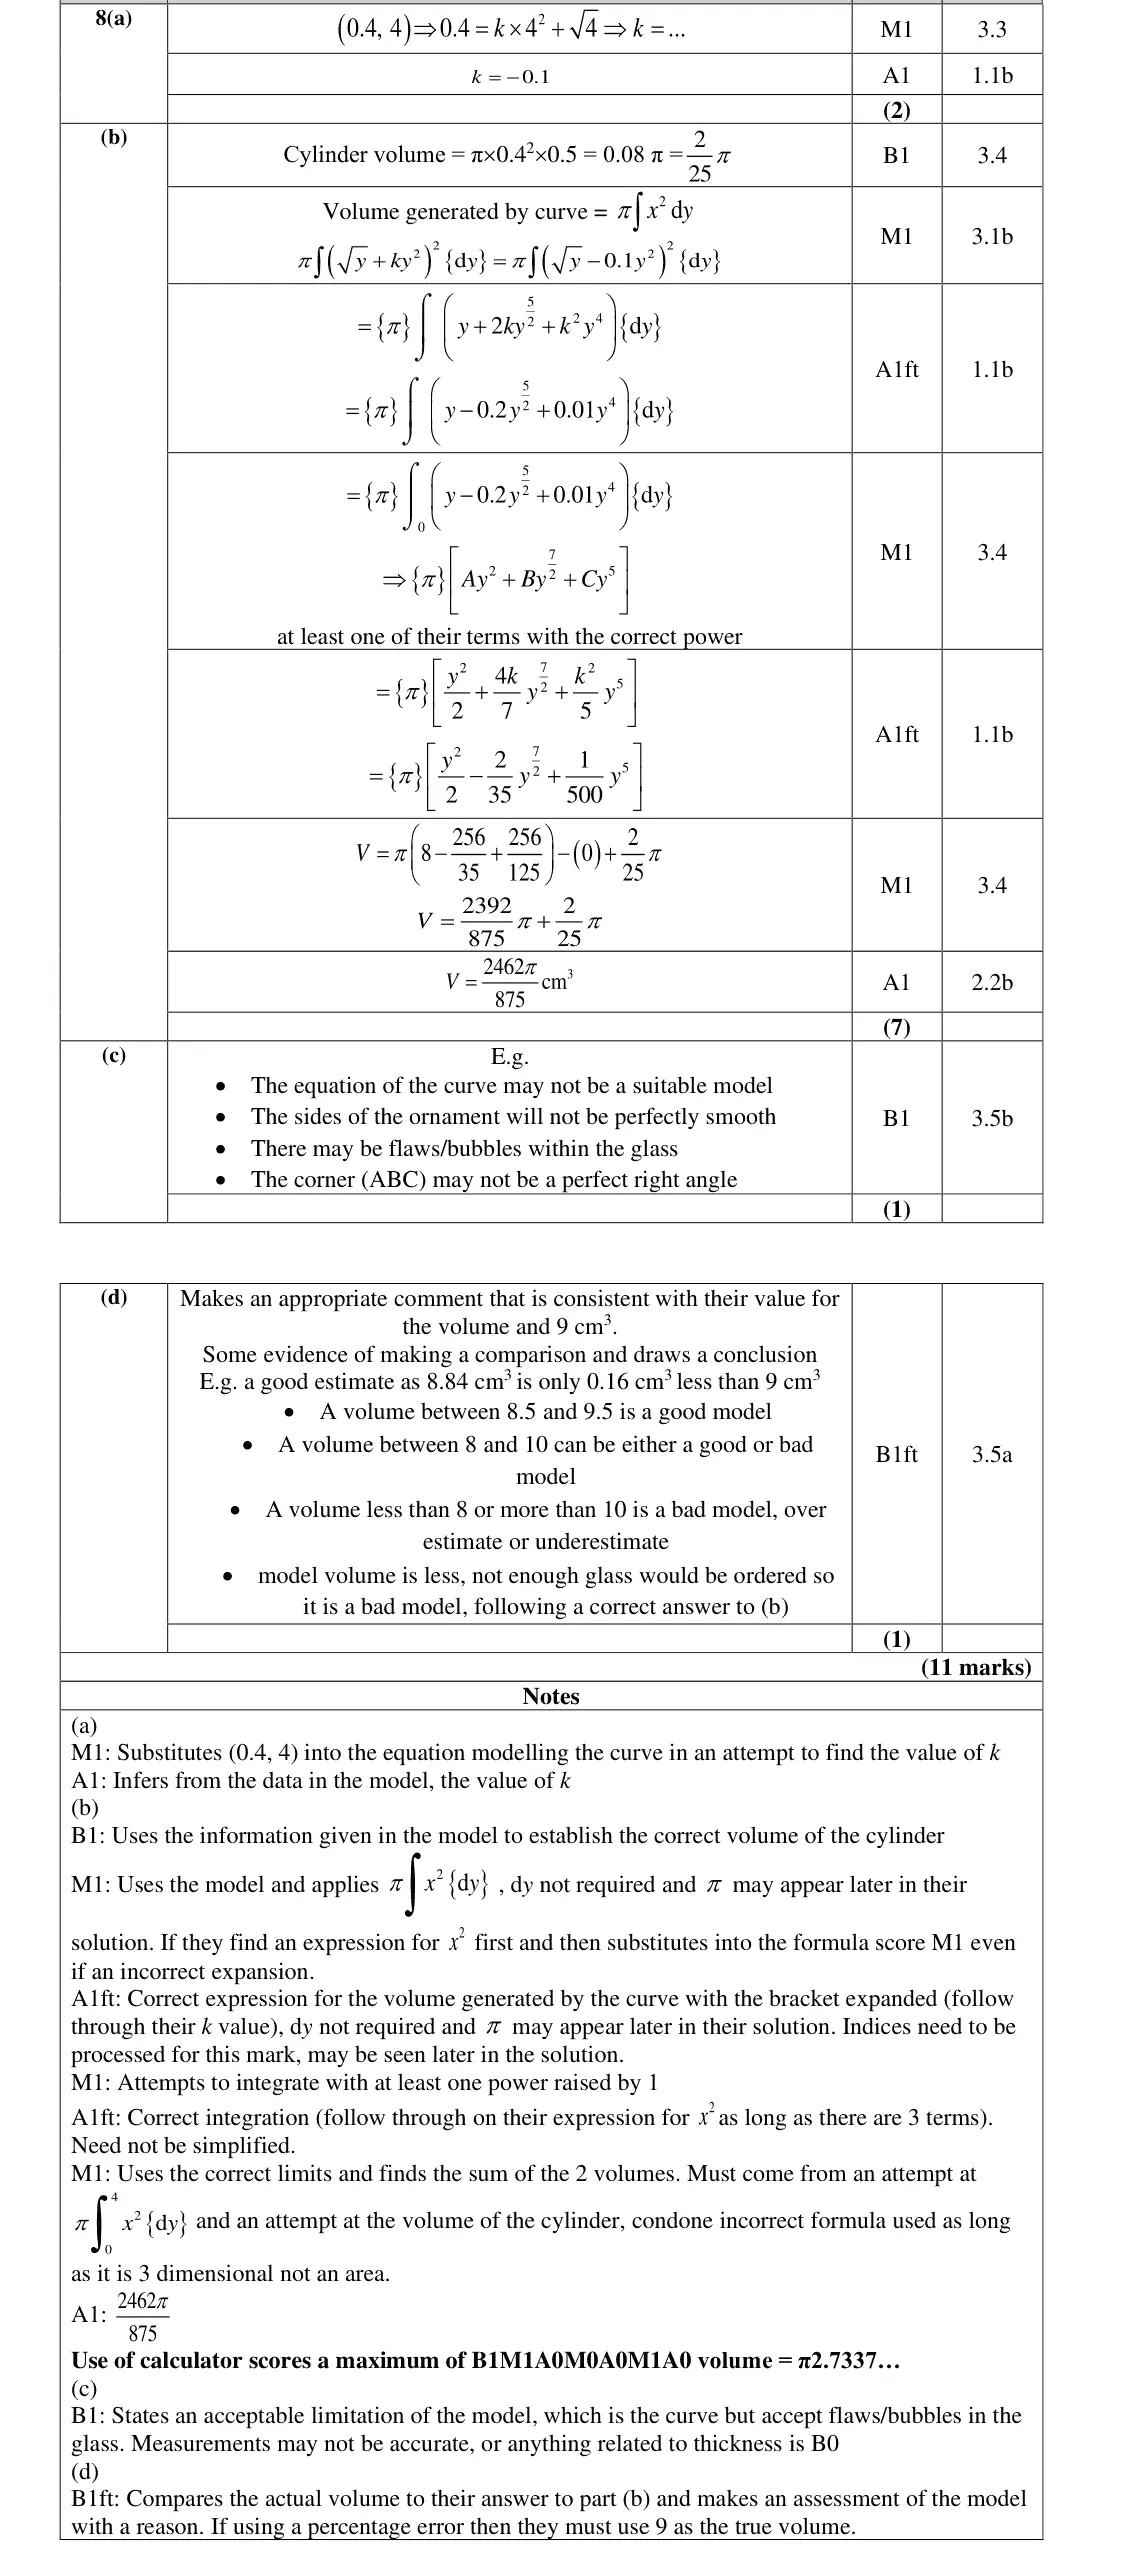 8(a) (0.4, 4)⇒0.4 = k × 4² + √4 ⇒ k = ... M1 3.3
k = −0.1 A1 1.1b
(2)
(b) Cylinder volume = π×0.4²×0.5 = 0.08 π = 2/25 π B1 3.4
Volume generated by curve = π∫x² dy
π∫(√y + ky²)² {dy} = π∫(√y − 0.1y²)² {dy} M1 3.1b
= {π}∫(y + 2ky^(5/2) + k²y⁴){dy}
= {π}∫(y − 0.2y^(5/2) + 0.01y⁴){dy} A1ft 1.1b
= {π}∫₀(y − 0.2y^(5/2) + 0.01y⁴){dy}
⇒ {π}[Ay² + By^(7/2) + Cy⁵] M1 3.4
at least one of their terms with the correct power
= {π}[y²/2 + 4k/7 y^(7/2) + k²/5 y⁵]
= {π}[y²/2 − 2/35 y^(7/2) + 1/500 y⁵] A1ft 1.1b
V = π(8 − 256/35 + 256/125) − (0) + 2/25 π
V = 2392/875 π + 2/25 π M1 3.4
V = 2462π/875 cm³ A1 2.2b
(7)
(c) E.g.
• The equation of the curve may not be a suitable model
• The sides of the ornament will not be perfectly smooth
• There may be flaws/bubbles within the glass
• The corner (ABC) may not be a perfect right angle
B1 3.5b
(1)
(d) Makes an appropriate comment that is consistent with their value for
the volume and 9 cm³.
Some evidence of making a comparison and draws a conclusion
E.g. a good estimate as 8.84 cm³ is only 0.16 cm³ less than 9 cm³
• A volume between 8.5 and 9.5 is a good model
• A volume between 8 and 10 can be either a good or bad
model
• A volume less than 8 or more than 10 is a bad model, over
estimate or underestimate
• model volume is less, not enough glass would be ordered so
it is a bad model, following a correct answer to (b)
B1ft 3.5a
(1)
(11 marks)
Notes
(a)
M1: Substitutes (0.4, 4) into the equation modelling the curve in an attempt to find the value of k
A1: Infers from the data in the model, the value of k
(b)
B1: Uses the information given in the model to establish the correct volume of the cylinder
M1: Uses the model and applies π∫x² {dy} , dy not required and π may appear later in their
solution. If they find an expression for x² first and then substitutes into the formula score M1 even
if an incorrect expansion.
A1ft: Correct expression for the volume generated by the curve with the bracket expanded (follow
through their k value), dy not required and π may appear later in their solution. Indices need to be
processed for this mark, may be seen later in the solution.
M1: Attempts to integrate with at least one power raised by 1
A1ft: Correct integration (follow through on their expression for x² as long as there are 3 terms).
Need not be simplified.
M1: Uses the correct limits and finds the sum of the 2 volumes. Must come from an attempt at
π∫₀⁴ x² {dy} and an attempt at the volume of the cylinder, condone incorrect formula used as long
as it is 3 dimensional not an area.
A1: 2462π/875
Use of calculator scores a maximum of B1M1A0M0A0M1A0 volume = π2.7337…
(c)
B1: States an acceptable limitation of the model, which is the curve but accept flaws/bubbles in the
glass. Measurements may not be accurate, or anything related to thickness is B0
(d)
B1ft: Compares the actual volume to their answer to part (b) and makes an assessment of the model
with a reason. If using a percentage error then they must use 9 as the true volume.